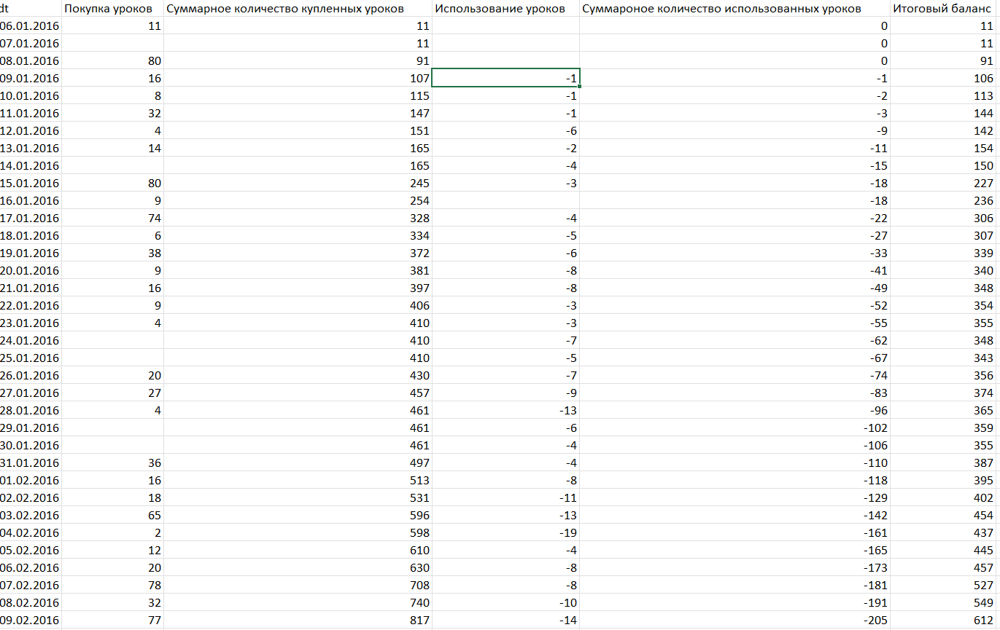 dt Покупка уроков Суммарное количество купленных уроков Использование уроков Суммароное количество использованных уроков Итоговый баланс
06.01.2016 11 11 0 11
07.01.2016 11 0 11
08.01.2016 80 91 0 91
09.01.2016 16 107 -1 -1 106
10.01.2016 8 115 -1 -2 113
11.01.2016 32 147 -1 -3 144
12.01.2016 4 151 -6 -9 142
13.01.2016 14 165 -2 -11 154
14.01.2016 165 -4 -15 150
15.01.2016 80 245 -3 -18 227
16.01.2016 9 254 -18 236
17.01.2016 74 328 -4 -22 306
18.01.2016 6 334 -5 -27 307
19.01.2016 38 372 -6 -33 339
20.01.2016 9 381 -8 -41 340
21.01.2016 16 397 -8 -49 348
22.01.2016 9 406 -3 -52 354
23.01.2016 4 410 -3 -55 355
24.01.2016 410 -7 -62 348
25.01.2016 410 -5 -67 343
26.01.2016 20 430 -7 -74 356
27.01.2016 27 457 -9 -83 374
28.01.2016 4 461 -13 -96 365
29.01.2016 461 -6 -102 359
30.01.2016 461 -4 -106 355
31.01.2016 36 497 -4 -110 387
01.02.2016 16 513 -8 -118 395
02.02.2016 18 531 -11 -129 402
03.02.2016 65 596 -13 -142 454
04.02.2016 2 598 -19 -161 437
05.02.2016 12 610 -4 -165 445
06.02.2016 20 630 -8 -173 457
07.02.2016 78 708 -8 -181 527
08.02.2016 32 740 -10 -191 549
09.02.2016 77 817 -14 -205 612